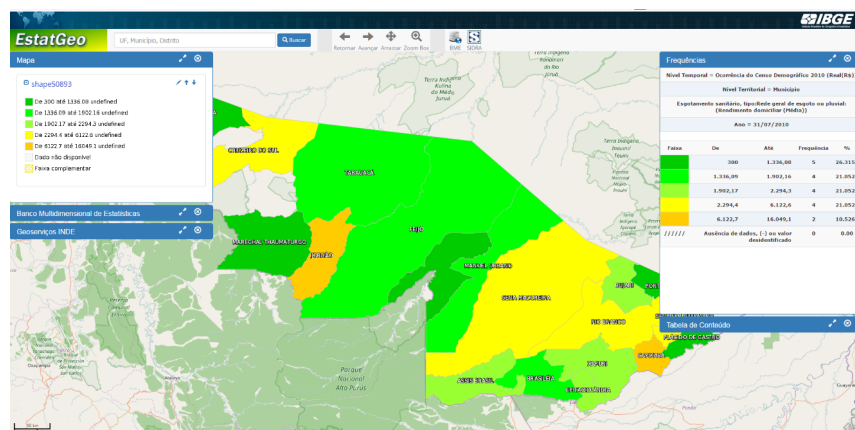 IBGE
EstatGeo
UF, Município, Distrito
Buscar
Retornar Avançar Arrastar Zoom Box BME SIDRA
Mapa
shape50893
De 300 até 1336.08 undefined
De 1336.09 até 1902.16 undefined
De 1902.17 até 2294.3 undefined
De 2294.4 até 6122.6 undefined
De 6122.7 até 16049.1 undefined
Dado não disponível
Faixa complementar
Banco Multidimensional de Estatísticas
Geoserviços INDE
Frequências
Nível Temporal = Ocorrência do Censo Demográfico 2010 (Real(R$)
Nível Territorial = Município
Esgotamento sanitário, tipo:Rede geral de esgoto ou pluvial:
(Rendimento domiciliar (Média))
Ano = 31/07/2010
Faixa De Até Frequência %
300 1.336,08 5 26.315
1.336,09 1.902,16 4 21.052
1.902,17 2.294,3 4 21.052
2.294,4 6.122,6 4 21.052
6.122,7 16.049,1 2 10.526
////// Ausência de dados, (-) ou valor desidentificado 0 0.00
Tabela de Conteúdo
Terra Indígena
Kulina
do Médio
Juruá
CRUZEIRO DO SUL
TARAUACÁ
MARECHAL THAUMATURGO
JORDÃO
FEIJÓ
MANOEL URBANO
SENA MADUREIRA
BUJARI
RIO BRANCO
PLÁCIDO DE CASTRO
CAPIXABA
XAPURI
ASSIS BRASIL
BRASILÉIA
EPITACIOLÂNDIA
Parque
Nacional
Alto Purús